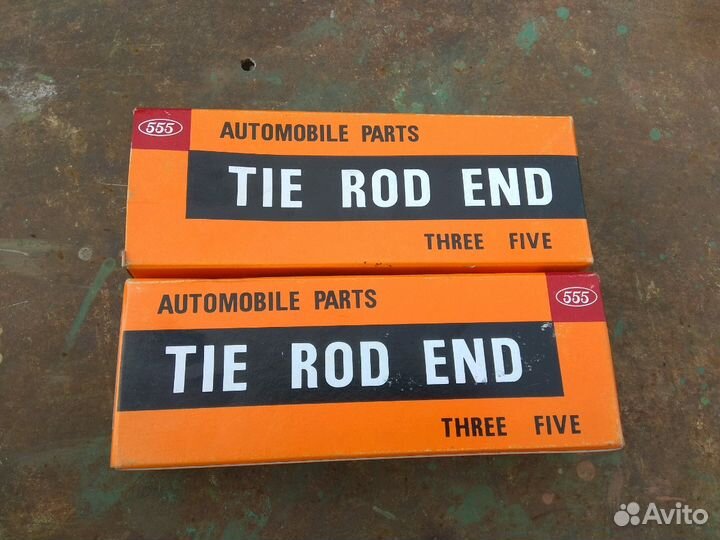 555
AUTOMOBILE PARTS
TIE ROD END
THREE FIVE
AUTOMOBILE PARTS
555
TIE ROD END
THREE FIVE
Avito